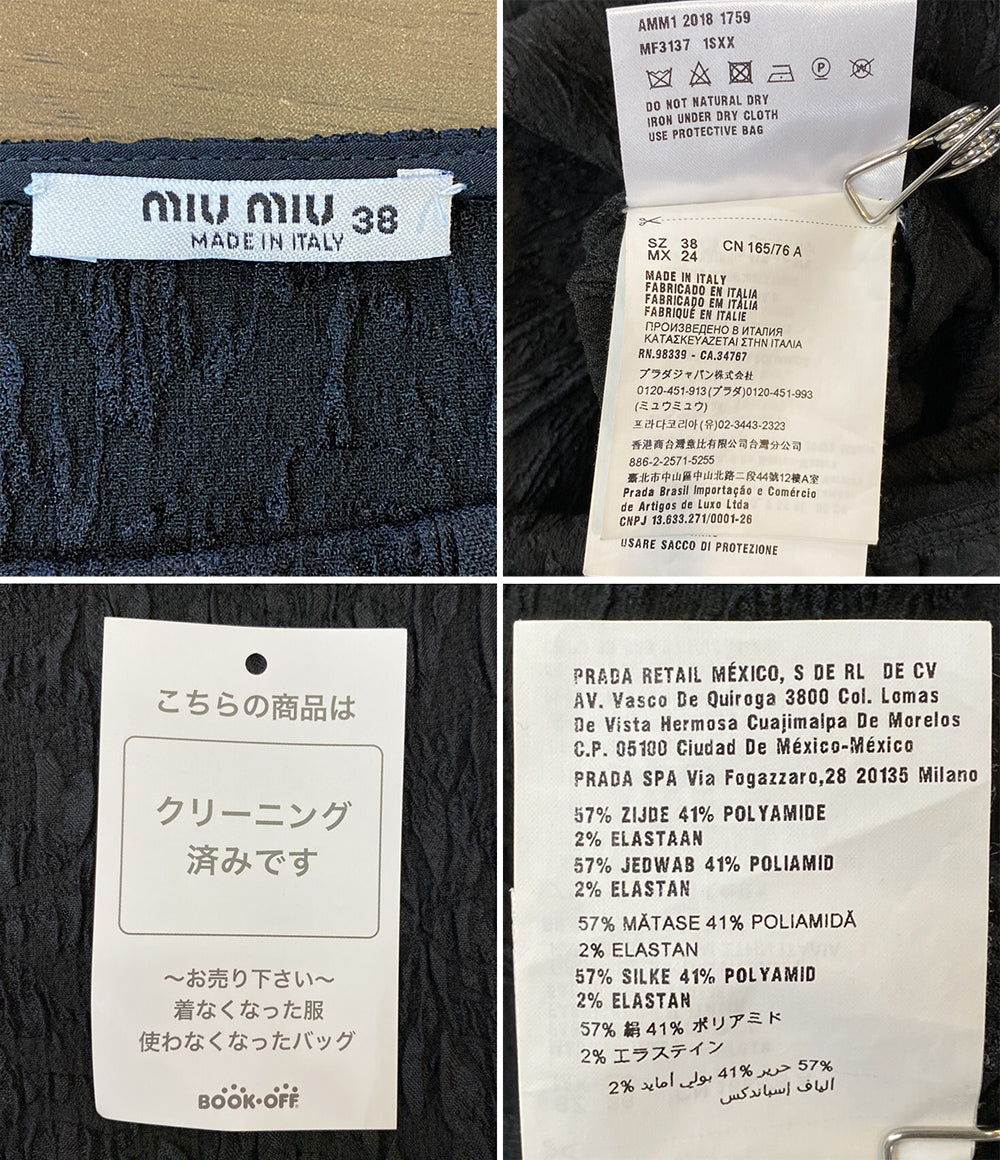 miu miu 38
MADE IN ITALY
AMM1 2018 1759
MF3137 1SXX
P
W
DO NOT NATURAL DRY
IRON UNDER DRY CLOTH
USE PROTECTIVE BAG
SZ 38 CN 165/76 A
MX 24
MADE IN ITALY
FABRICADO EN ITALIA
FABRICADO EM ITÁLIA
FABRIQUÉ EN ITALIE
ПРОИЗВЕДЕНО В ИТАЛИЯ
ΚΑΤΑΣΚΕΥΑΖΕΤΑΙ ΣΤΗΝ ΙΤΑΛΙΑ
RN.98339 - CA.34767
プラダジャパン株式会社
0120-451-913(プラダ)0120-451-993
(ミュウミュウ)
프라다코리아(유)02-3443-2323
香港商台灣意比有限公司台灣分公司
886-2-2571-5255
臺北市中山區中山北路二段44號12樓A室
Prada Brasil Importação e Comércio
de Artigos de Luxo Ltda
CNPJ 13.633.271/0001-26
USARE SACCO DI PROTEZIONE
こちらの商品は
クリーニング
済みです
～お売り下さい～
着なくなった服
使わなくなったバッグ
BOOK・OFF
PRADA RETAIL MÉXICO, S DE RL DE CV
AV. Vasco De Quiroga 3800 Col. Lomas
De Vista Hermosa Cuajimalpa De Morelos
C.P. 05100 Ciudad De México-México
PRADA SPA Via Fogazzaro,28 20135 Milano
57% ZIJDE 41% POLYAMIDE
2% ELASTAAN
57% JEDWAB 41% POLIAMID
2% ELASTAN
57% MĂTASE 41% POLIAMIDĂ
2% ELASTAN
57% SILKE 41% POLYAMID
2% ELASTAN
57% 絹 41% ポリアミド
2% エラステイン
57% حرير 41% بولي أمايد 2%
الياف إسباندكس